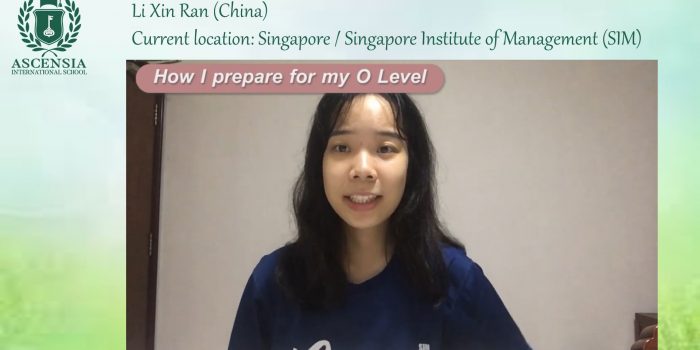 Li Xin Ran (China)
Current location: Singapore / Singapore Institute of Management (SIM)
ASCENSIA
INTERNATIONAL SCHOOL
How I prepare for my O Level
SIM